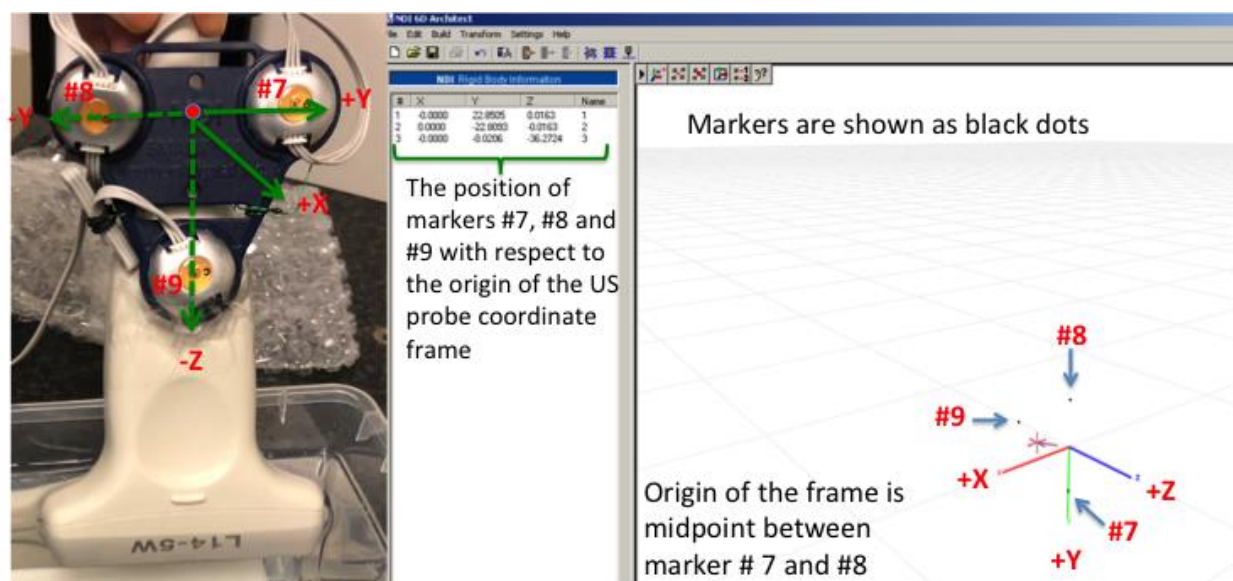 #8
#7
-Y
+Y
+X
#9
-Z
L14-5W
NDI 6D Architect
File Edit Build Transform Settings Help
NDI Rigid Body Information
# X Y Z Name
1 -0.0000 22.8505 0.0163 1
2 0.0000 -22.8093 -0.0163 2
3 -0.0000 -0.0206 -36.2724 3
The position of
markers #7, #8 and
#9 with respect to
the origin of the US
probe coordinate
frame
Markers are shown as black dots
#8
#9
+X
+Z
#7
+Y
Origin of the frame is
midpoint between
marker # 7 and #8